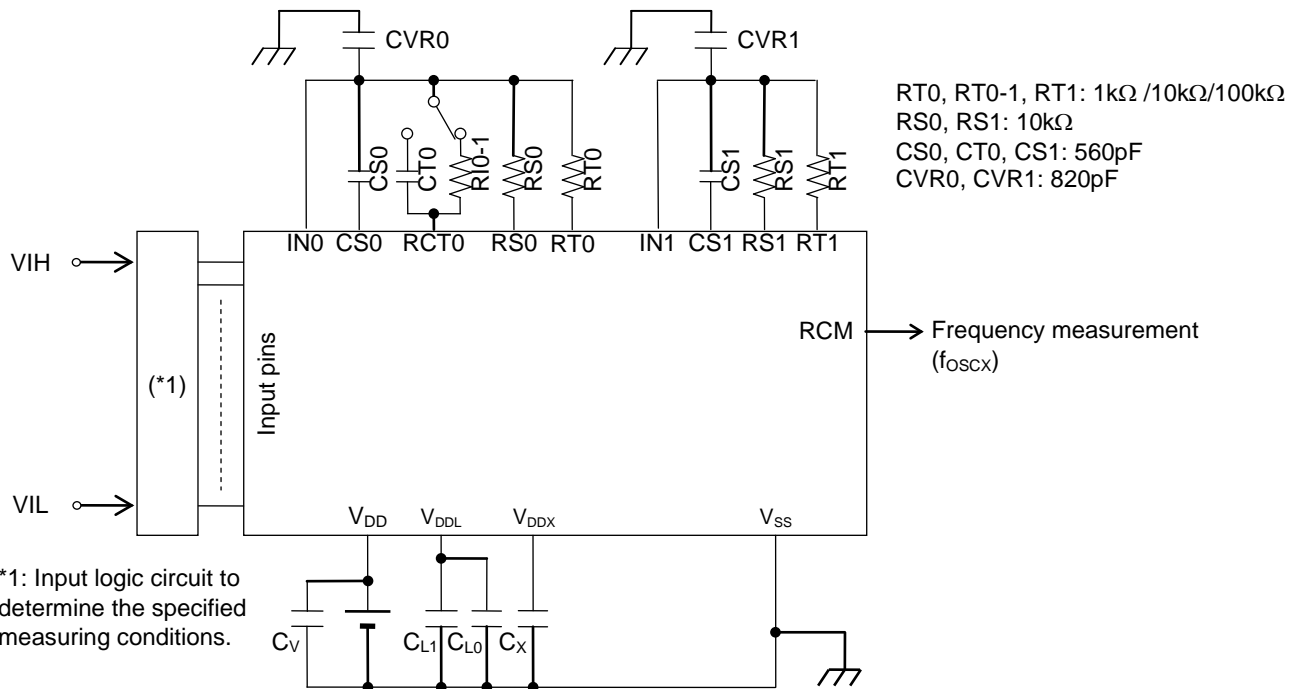 CVR0
CVR1
RT0, RT0-1, RT1: 1kΩ /10kΩ/100kΩ
RS0, RS1: 10kΩ
CS0, CT0, CS1: 560pF
CVR0, CVR1: 820pF
CS0
CT0
RI0-1
RS0
RT0
CS1
RS1
RT1
IN0 CS0 RCT0 RS0 RT0
IN1 CS1 RS1 RT1
VIH
(*1)
Input pins
RCM
Frequency measurement
(fOSCX)
VIL
VDD VDDL VDDX VSS
*1: Input logic circuit to
determine the specified
measuring conditions.
CV
CL1 CL0 CX